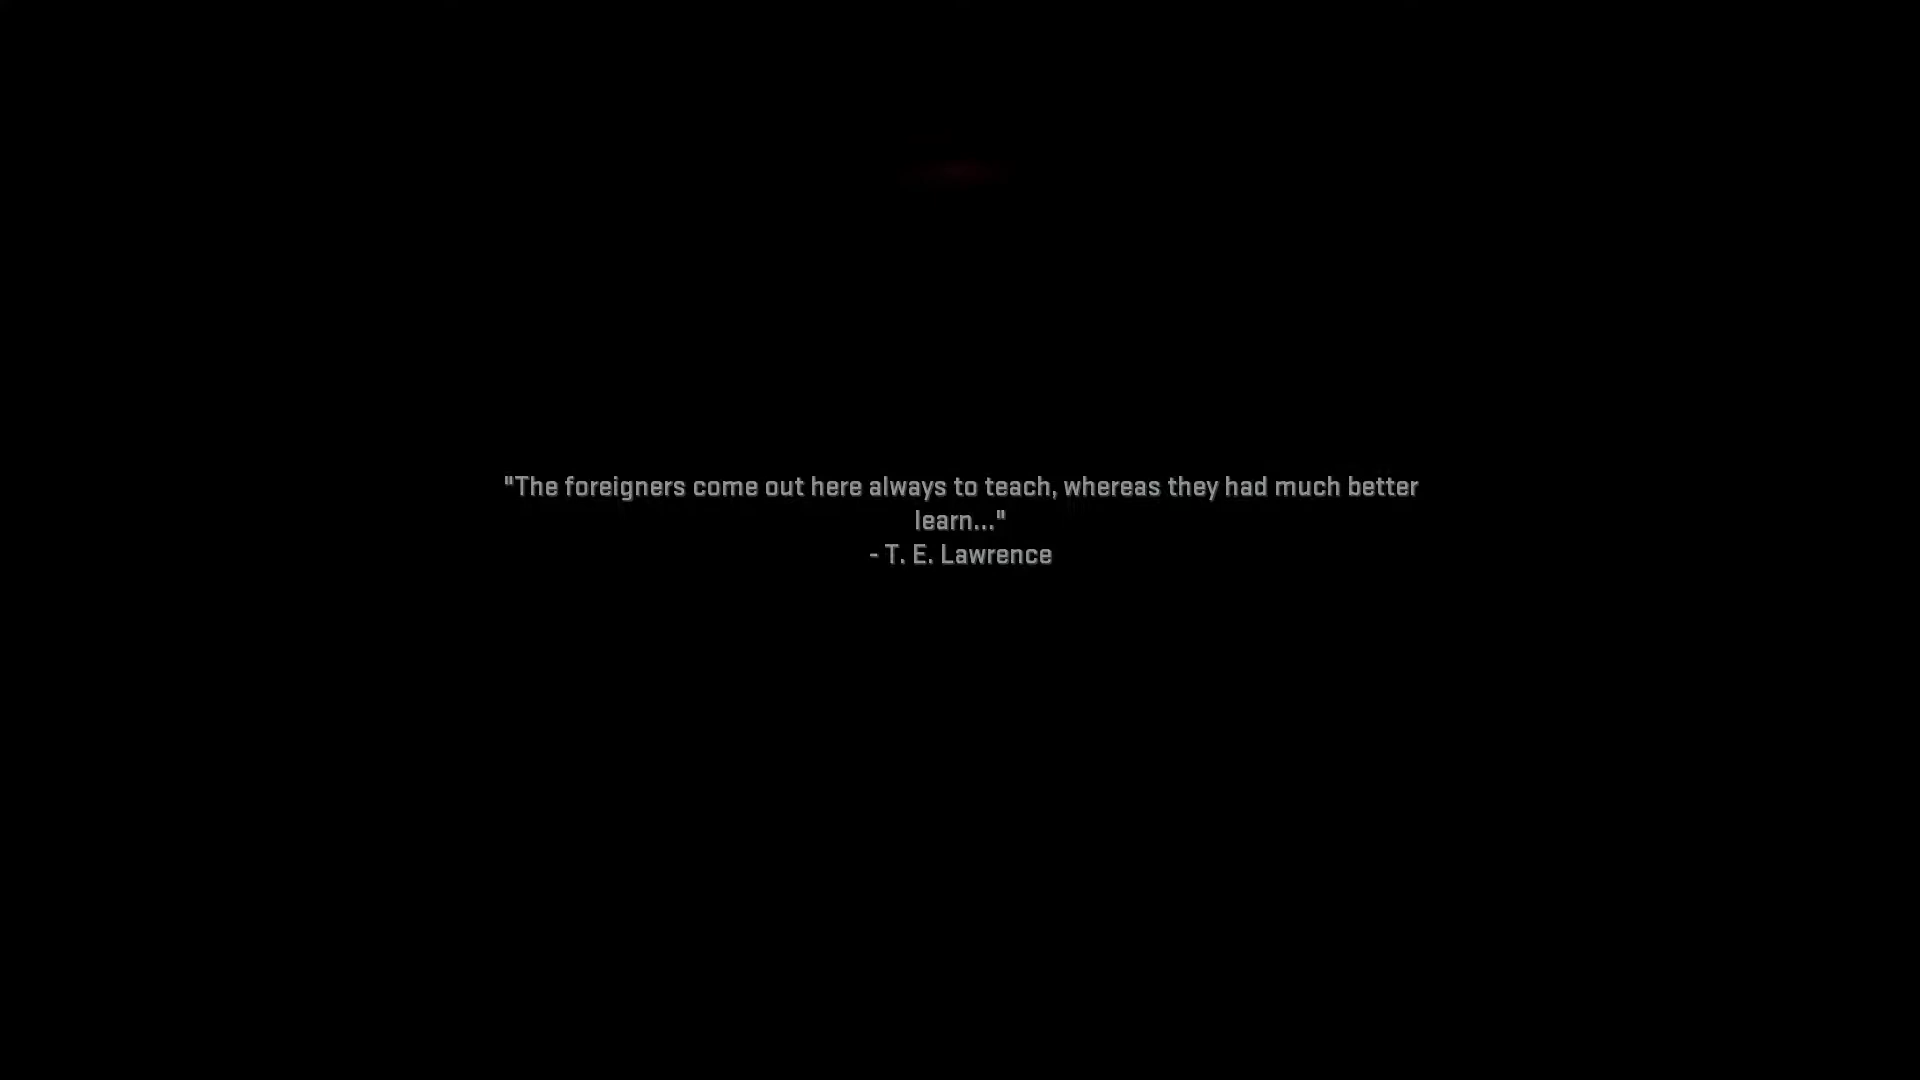 "The foreigners come out here always to teach, whereas they had much better
learn..."
- T. E. Lawrence